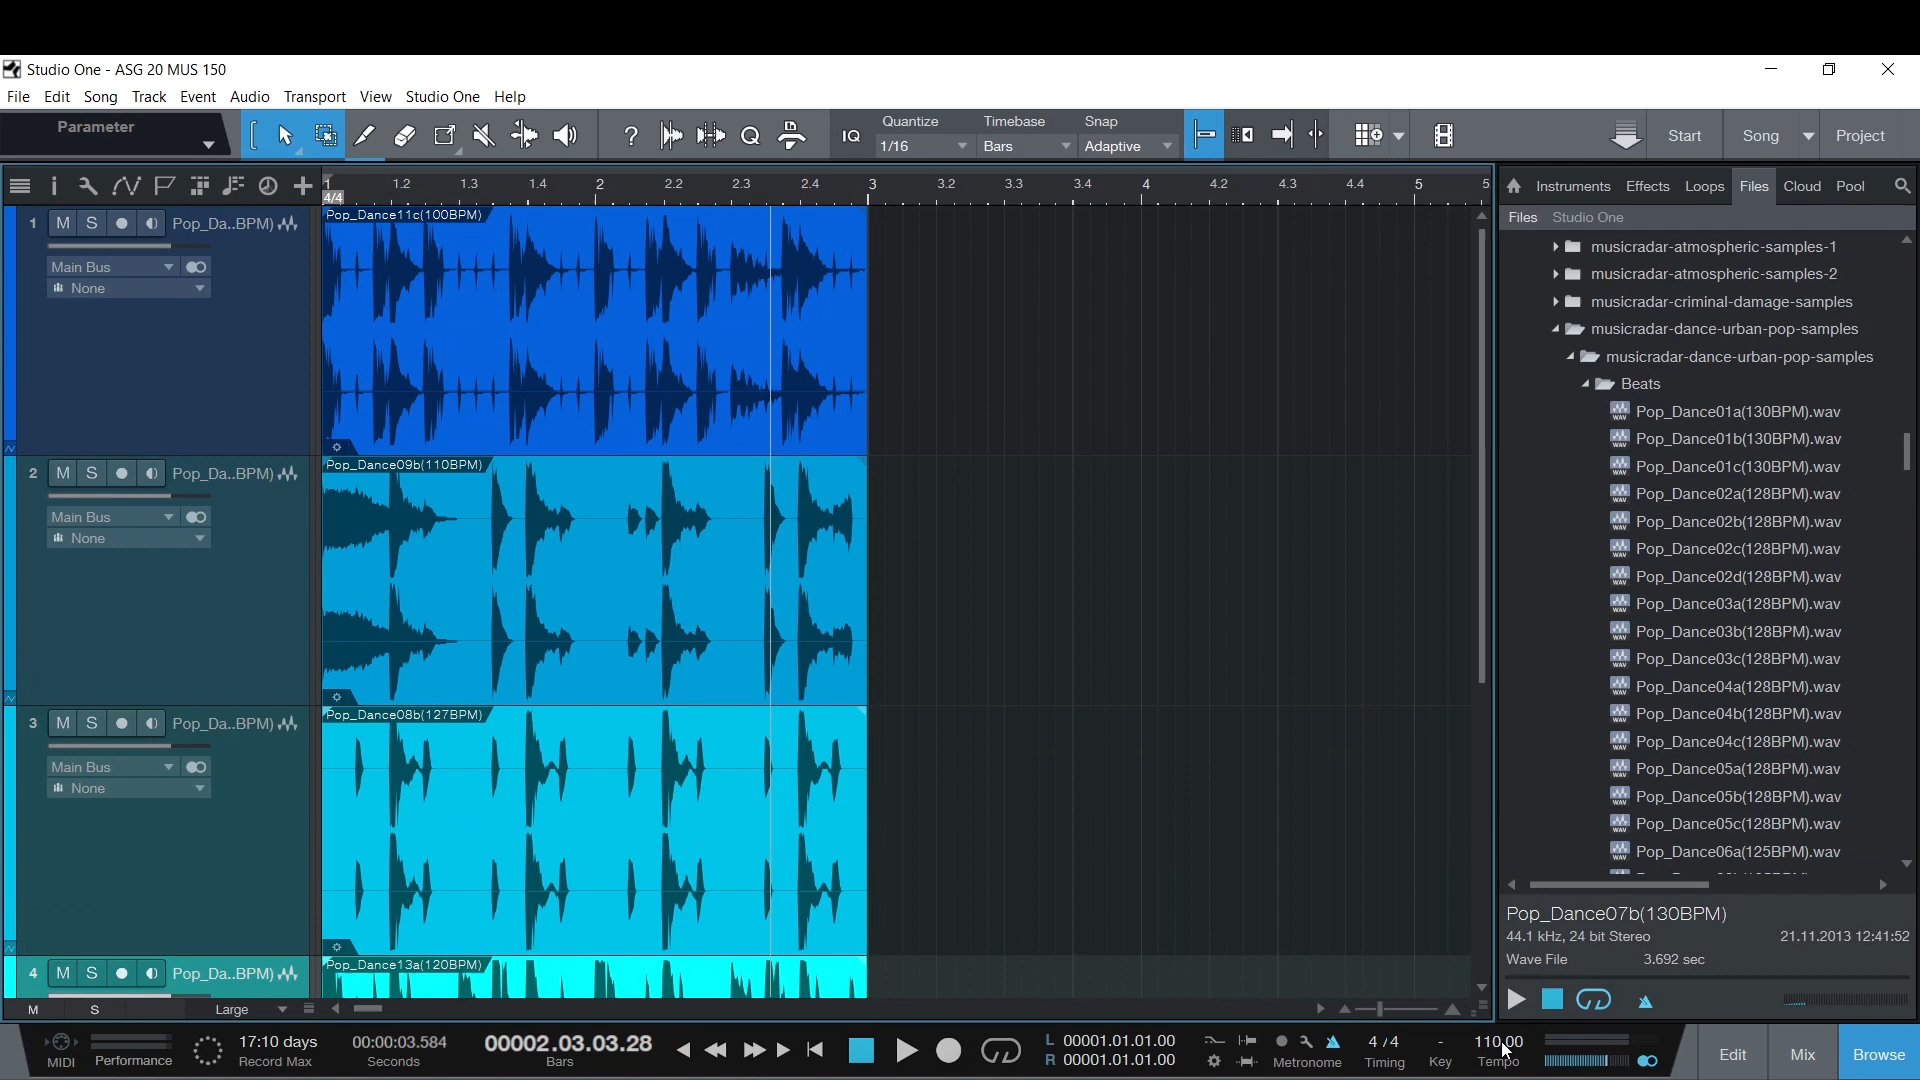 Studio One - ASG 20 MUS 150
File Edit Song Track Event Audio Transport View Studio One Help
Parameter
? IQ Quantize 1/16 Timebase Bars Snap Adaptive
Start Song Project
1 1.2 1.3 1.4 2 2.2 2.3 2.4 3 3.2 3.3 3.4 4 4.2 4.3 4.4 5 5
4/4
Instruments Effects Loops Files Cloud Pool
Files Studio One
1 M S Pop_Da..BPM)
Main Bus
None
Pop_Dance11c(100BPM)
2 M S Pop_Da..BPM)
Main Bus
None
Pop_Dance09b(110BPM)
3 M S Pop_Da..BPM)
Main Bus
None
Pop_Dance08b(127BPM)
4 M S Pop_Da..BPM)
Pop_Dance13a(120BPM)
M S Large
musicradar-atmospheric-samples-1
musicradar-atmospheric-samples-2
musicradar-criminal-damage-samples
musicradar-dance-urban-pop-samples
musicradar-dance-urban-pop-samples
Beats
Pop_Dance01a(130BPM).wav
Pop_Dance01b(130BPM).wav
Pop_Dance01c(130BPM).wav
Pop_Dance02a(128BPM).wav
Pop_Dance02b(128BPM).wav
Pop_Dance02c(128BPM).wav
Pop_Dance02d(128BPM).wav
Pop_Dance03a(128BPM).wav
Pop_Dance03b(128BPM).wav
Pop_Dance03c(128BPM).wav
Pop_Dance04a(128BPM).wav
Pop_Dance04b(128BPM).wav
Pop_Dance04c(128BPM).wav
Pop_Dance05a(128BPM).wav
Pop_Dance05b(128BPM).wav
Pop_Dance05c(128BPM).wav
Pop_Dance06a(125BPM).wav
Pop_Dance07b(130BPM)
44.1 kHz, 24 bit Stereo 21.11.2013 12:41:52
Wave File 3.692 sec
MIDI
Performance
17:10 days
Record Max
00:00:03.584
Seconds
00002.03.03.28
Bars
L 00001.01.01.00
R 00001.01.01.00
Metronome
4 / 4
Timing
-
Key
110.00
Tempo
Edit Mix Browse